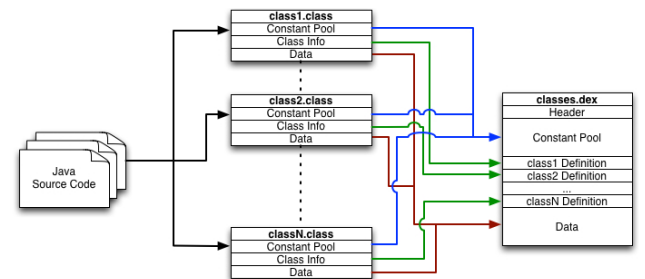 Java
Source Code
class1.class
Constant Pool
Class Info
Data
class2.class
Constant Pool
Class Info
Data
classN.class
Constant Pool
Class Info
Data
classes.dex
Header
Constant Pool
class1 Definition
class2 Definition
...
classN Definition
Data